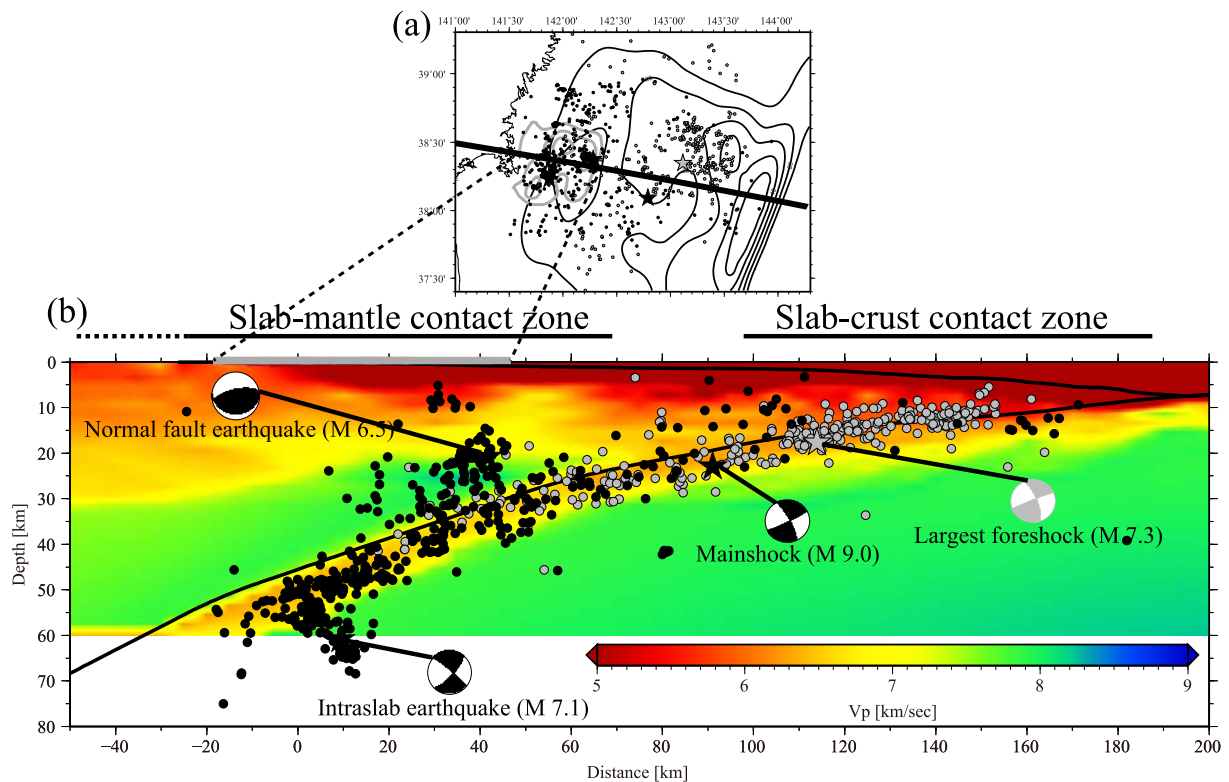 141°00' 141°30' 142°00' 142°30' 143°00' 143°30' 144°00'
(a)
39°00'
38°30'
38°00'
37°30'
(b)
Slab-mantle contact zone
Slab-crust contact zone
0
10
20
30
40
50
60
70
80
Depth [km]
Normal fault earthquake (M 6.5)
Mainshock (M 9.0)
Largest foreshock (M 7.3)
Intraslab earthquake (M 7.1)
5 6 7 8 9
Vp [km/sec]
−40 −20 0 20 40 60 80 100 120 140 160 180 200
Distance [km]